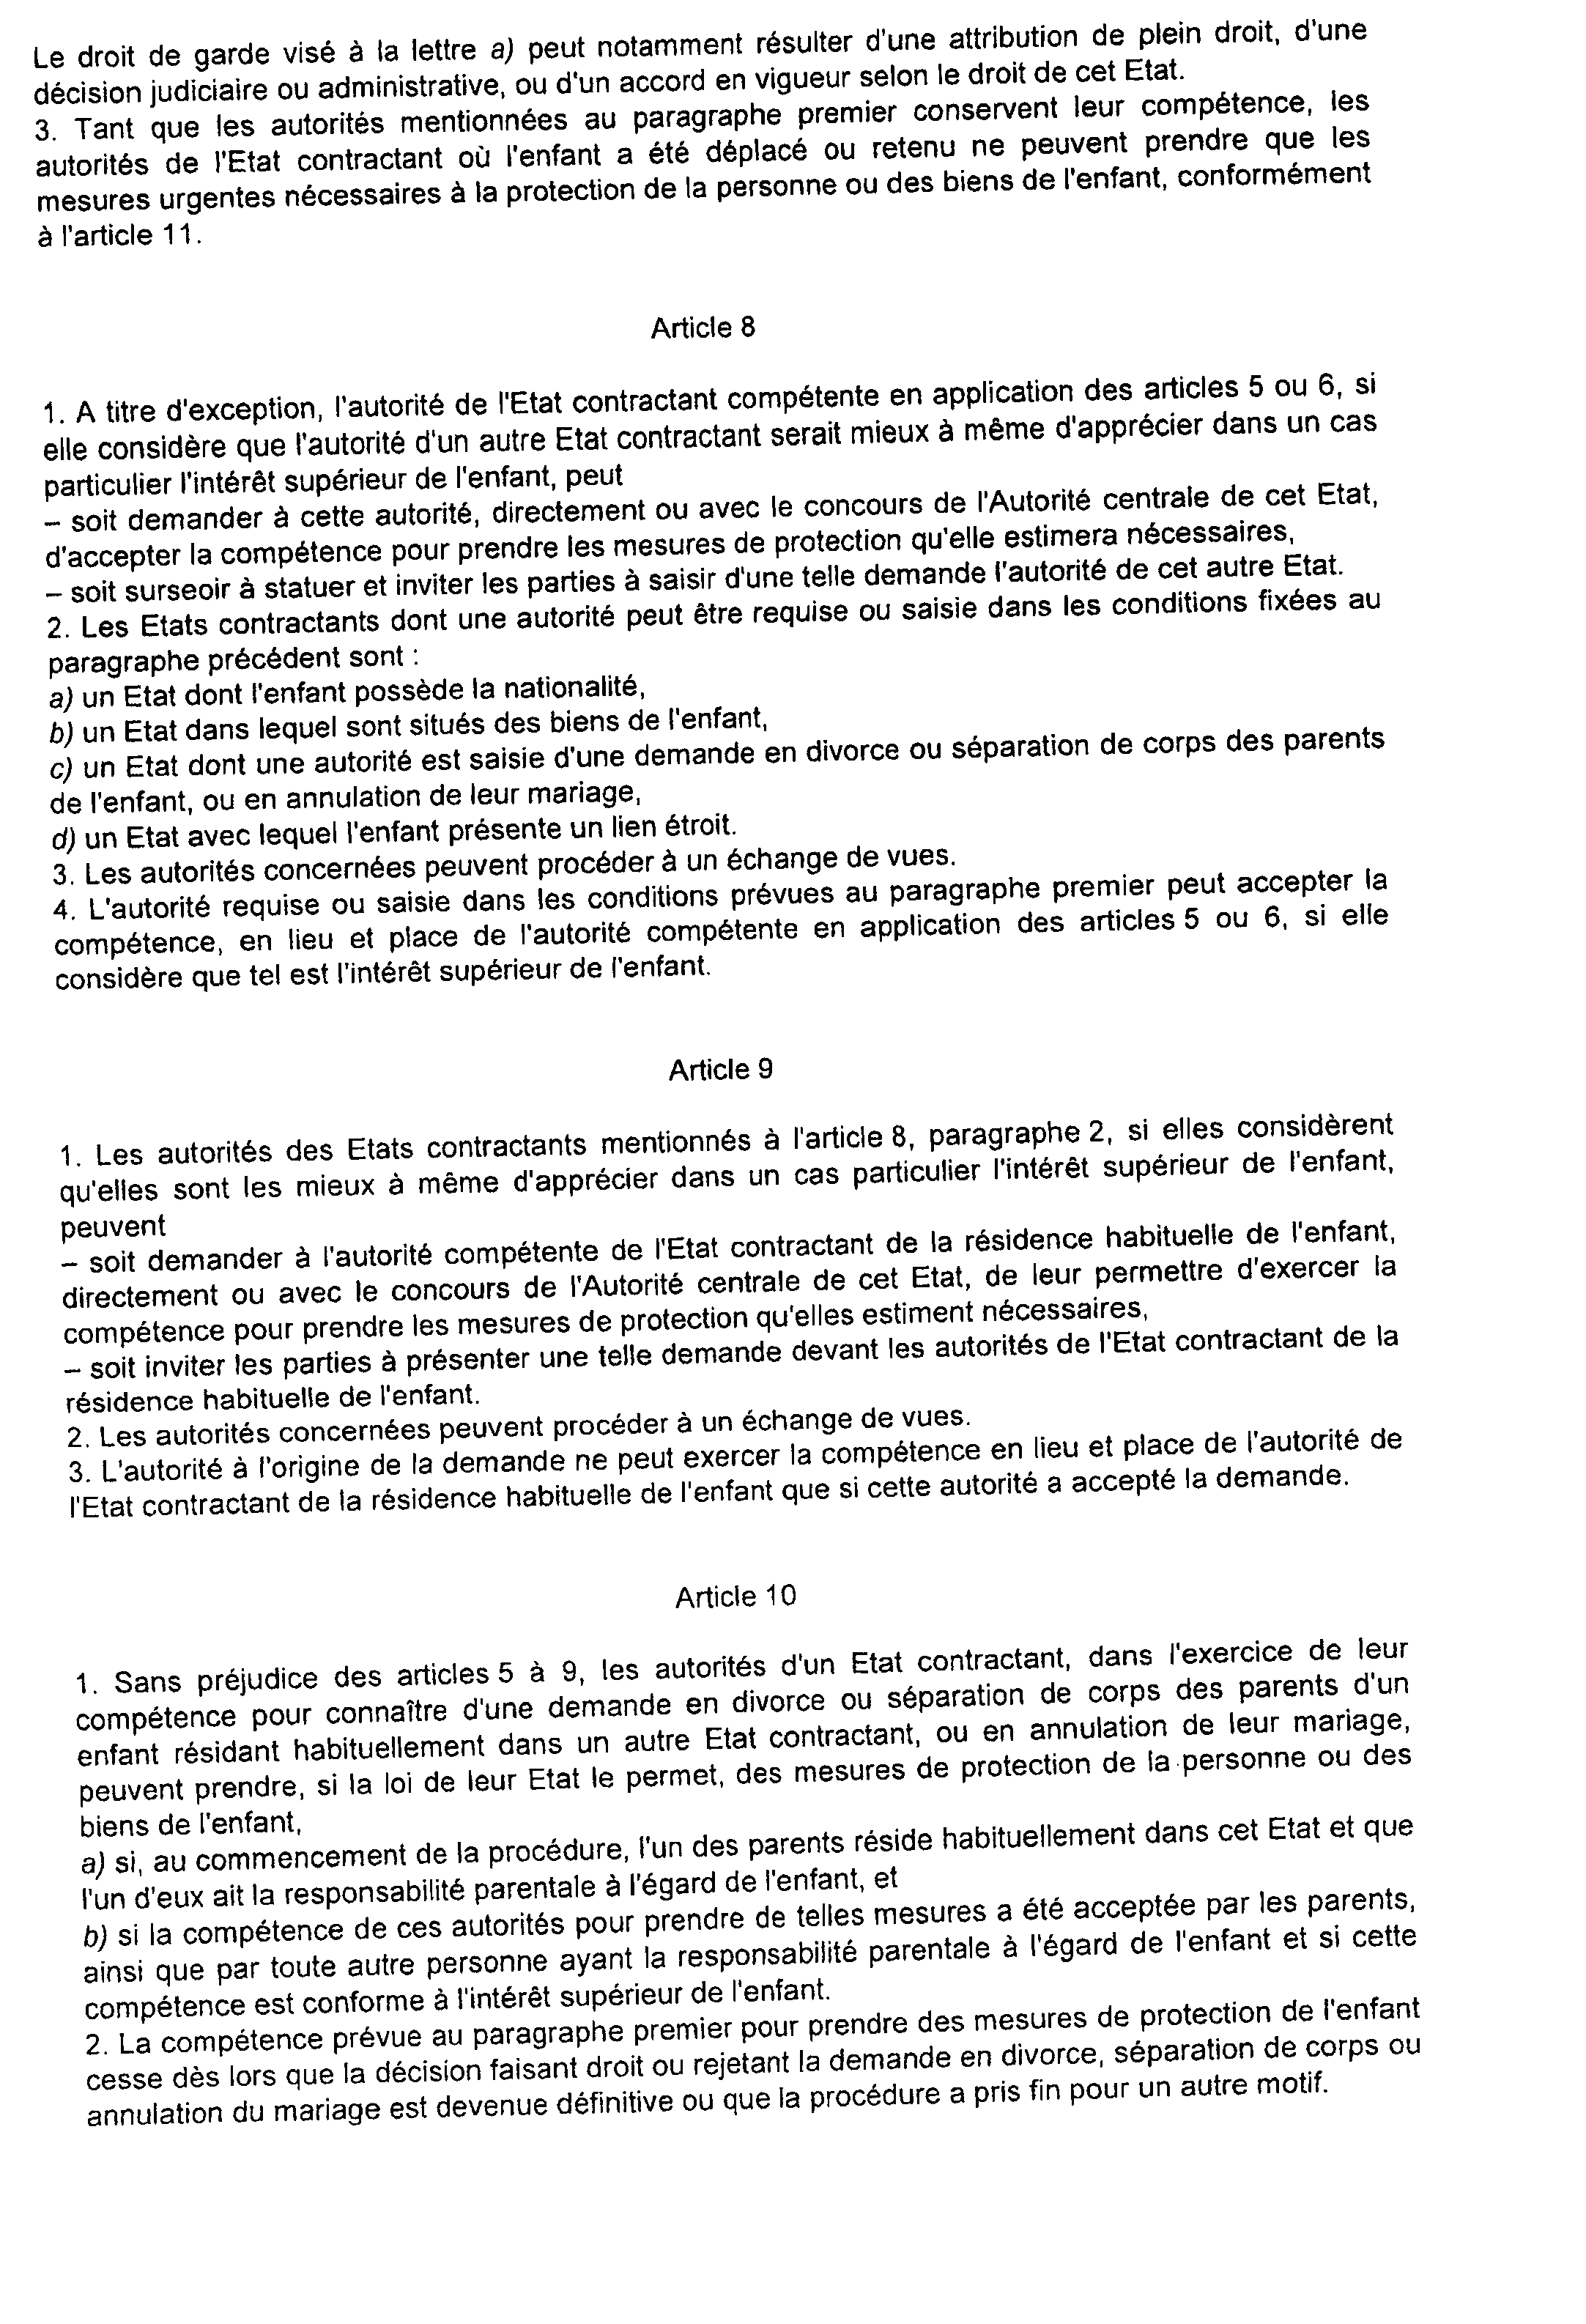 Le droit de garde visé à la lettre a) peut notamment résulter d'une attribution de plein droit, d'une
décision judiciaire ou administrative, ou d'un accord en vigueur selon le droit de cet Etat.
3. Tant que les autorités mentionnées au paragraphe premier conservent leur compétence, les
autorités de l'Etat contractant où l'enfant a été déplacé ou retenu ne peuvent prendre que les
mesures urgentes nécessaires à la protection de la personne ou des biens de l'enfant, conformément
à l'article 11.
Article 8
1. A titre d'exception, l'autorité de l'Etat contractant compétente en application des articles 5 ou 6, si
elle considère que l'autorité d'un autre Etat contractant serait mieux à même d'apprécier dans un cas
particulier l'intérêt supérieur de l'enfant, peut
– soit demander à cette autorité, directement ou avec le concours de l'Autorité centrale de cet Etat,
d'accepter la compétence pour prendre les mesures de protection qu'elle estimera nécessaires,
– soit surseoir à statuer et inviter les parties à saisir d'une telle demande l'autorité de cet autre Etat.
2. Les Etats contractants dont une autorité peut être requise ou saisie dans les conditions fixées au
paragraphe précédent sont :
a) un Etat dont l'enfant possède la nationalité,
b) un Etat dans lequel sont situés des biens de l'enfant,
c) un Etat dont une autorité est saisie d'une demande en divorce ou séparation de corps des parents
de l'enfant, ou en annulation de leur mariage,
d) un Etat avec lequel l'enfant présente un lien étroit.
3. Les autorités concernées peuvent procéder à un échange de vues.
4. L'autorité requise ou saisie dans les conditions prévues au paragraphe premier peut accepter la
compétence, en lieu et place de l'autorité compétente en application des articles 5 ou 6, si elle
considère que tel est l'intérêt supérieur de l'enfant.
Article 9
1. Les autorités des Etats contractants mentionnés à l'article 8, paragraphe 2, si elles considèrent
qu'elles sont les mieux à même d'apprécier dans un cas particulier l'intérêt supérieur de l'enfant,
peuvent
– soit demander à l'autorité compétente de l'Etat contractant de la résidence habituelle de l'enfant,
directement ou avec le concours de l'Autorité centrale de cet Etat, de leur permettre d'exercer la
compétence pour prendre les mesures de protection qu'elles estiment nécessaires,
– soit inviter les parties à présenter une telle demande devant les autorités de l'Etat contractant de la
résidence habituelle de l'enfant.
2. Les autorités concernées peuvent procéder à un échange de vues.
3. L'autorité à l'origine de la demande ne peut exercer la compétence en lieu et place de l'autorité de
l'Etat contractant de la résidence habituelle de l'enfant que si cette autorité a accepté la demande.
Article 10
1. Sans préjudice des articles 5 à 9, les autorités d'un Etat contractant, dans l'exercice de leur
compétence pour connaître d'une demande en divorce ou séparation de corps des parents d'un
enfant résidant habituellement dans un autre Etat contractant, ou en annulation de leur mariage,
peuvent prendre, si la loi de leur Etat le permet, des mesures de protection de la personne ou des
biens de l'enfant,
a) si, au commencement de la procédure, l'un des parents réside habituellement dans cet Etat et que
l'un d'eux ait la responsabilité parentale à l'égard de l'enfant, et
b) si la compétence de ces autorités pour prendre de telles mesures a été acceptée par les parents,
ainsi que par toute autre personne ayant la responsabilité parentale à l'égard de l'enfant et si cette
compétence est conforme à l'intérêt supérieur de l'enfant.
2. La compétence prévue au paragraphe premier pour prendre des mesures de protection de l'enfant
cesse dès lors que la décision faisant droit ou rejetant la demande en divorce, séparation de corps ou
annulation du mariage est devenue définitive ou que la procédure a pris fin pour un autre motif.